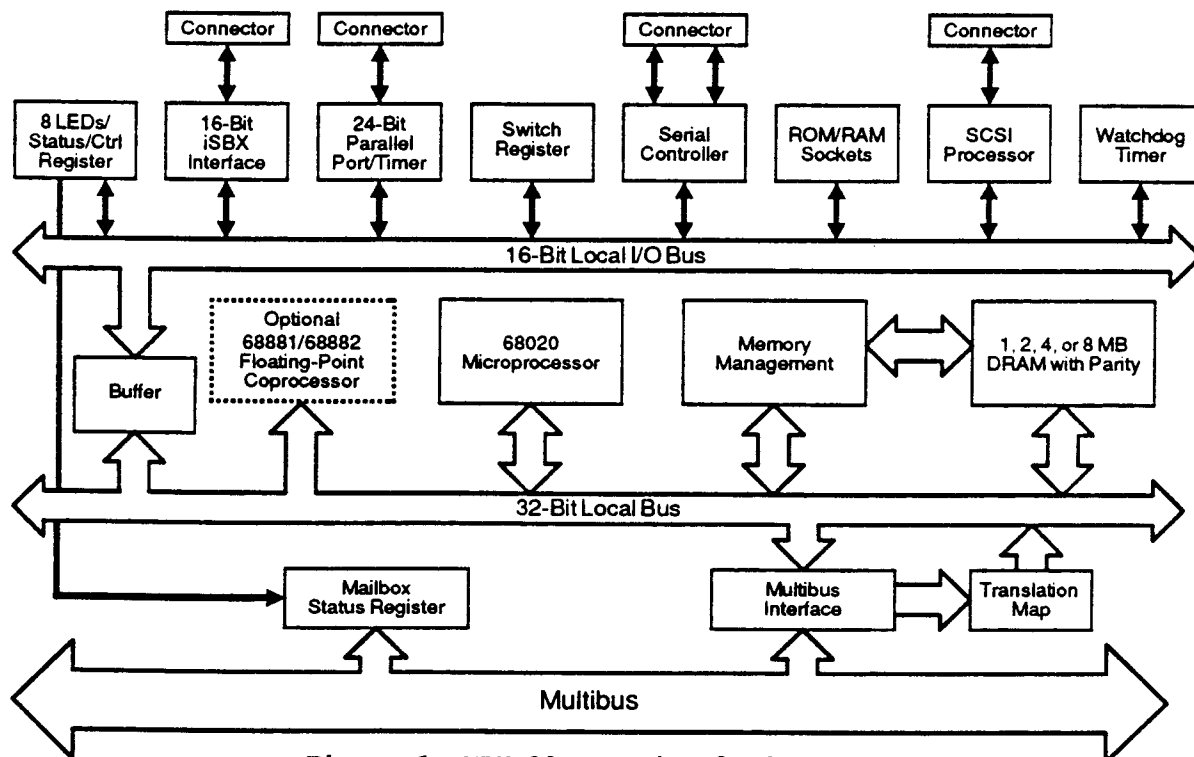 Connector
Connector
Connector
Connector
8 LEDs/
Status/Ctrl
Register
16-Bit
iSBX
Interface
24-Bit
Parallel
Port/Timer
Switch
Register
Serial
Controller
ROM/RAM
Sockets
SCSI
Processor
Watchdog
Timer
16-Bit Local I/O Bus
Buffer
Optional
68881/68882
Floating-Point
Coprocessor
68020
Microprocessor
Memory
Management
1, 2, 4, or 8 MB
DRAM with Parity
32-Bit Local Bus
Mailbox
Status Register
Multibus
Interface
Translation
Map
Multibus